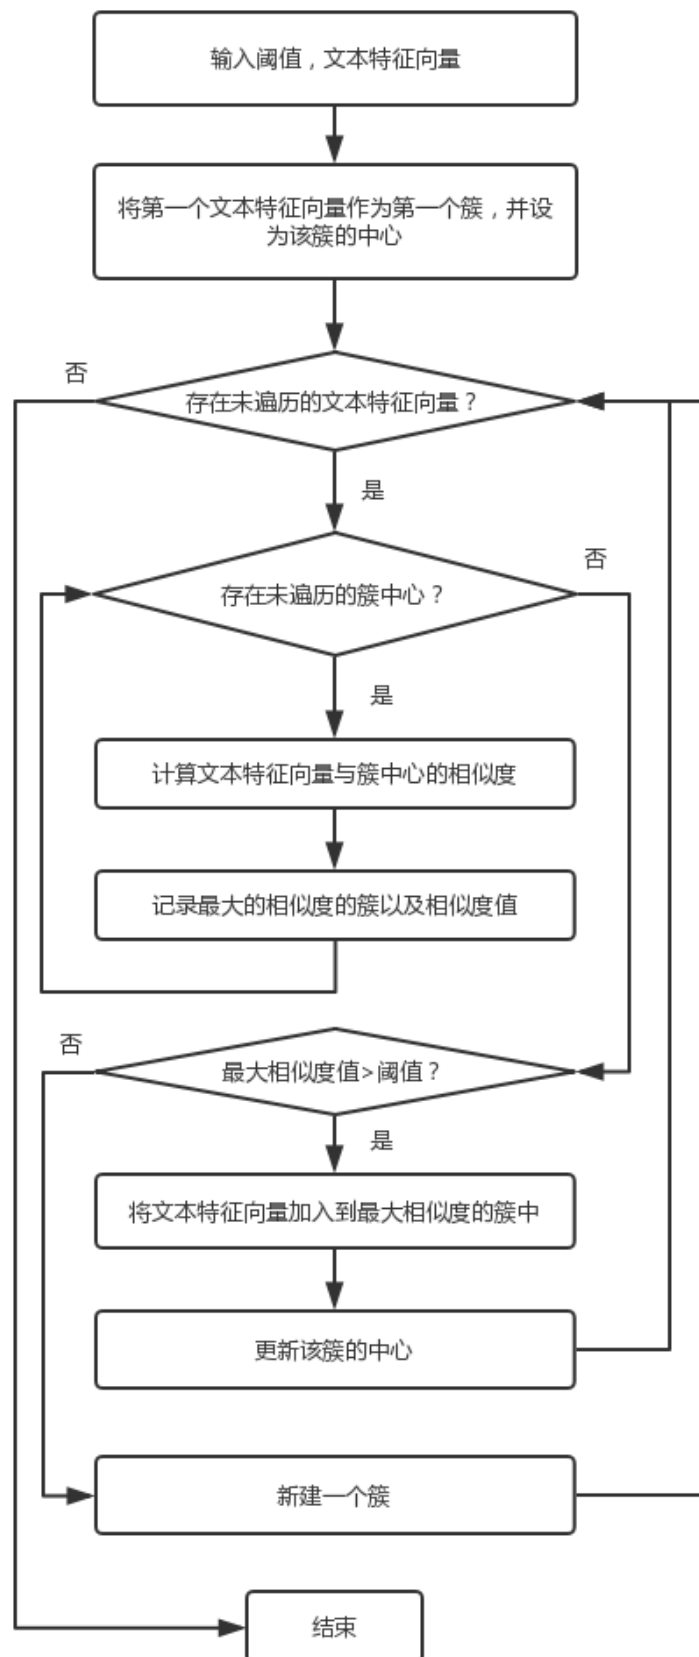 输入阈值，文本特征向量
将第一个文本特征向量作为第一个簇，并设
为该簇的中心
否
存在未遍历的文本特征向量？
是
否
存在未遍历的簇中心？
是
计算文本特征向量与簇中心的相似度
记录最大的相似度的簇以及相似度值
否
最大相似度值>阈值？
是
将文本特征向量加入到最大相似度的簇中
更新该簇的中心
新建一个簇
结束